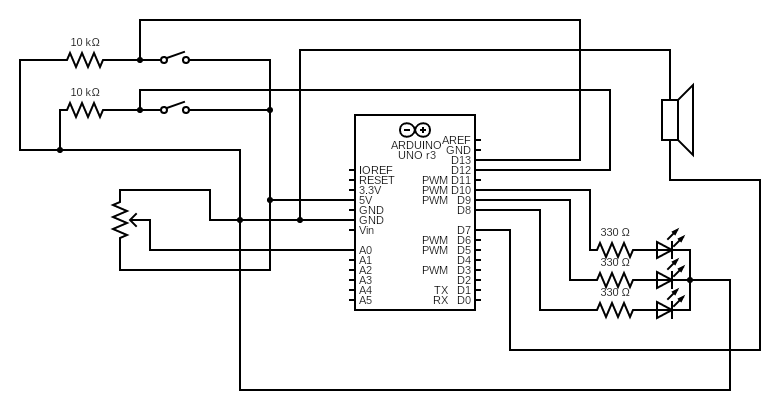 10 kΩ
10 kΩ
ARDUINO
UNO r3
IOREF
RESET
3.3V
5V
GND
GND
Vin
A0
A1
A2
A3
A4
A5
AREF
GND
D13
D12
PWM D11
PWM D10
PWM D9
D8
D7
PWM D6
PWM D5
D4
PWM D3
D2
TX D1
RX D0
330 Ω
330 Ω
330 Ω